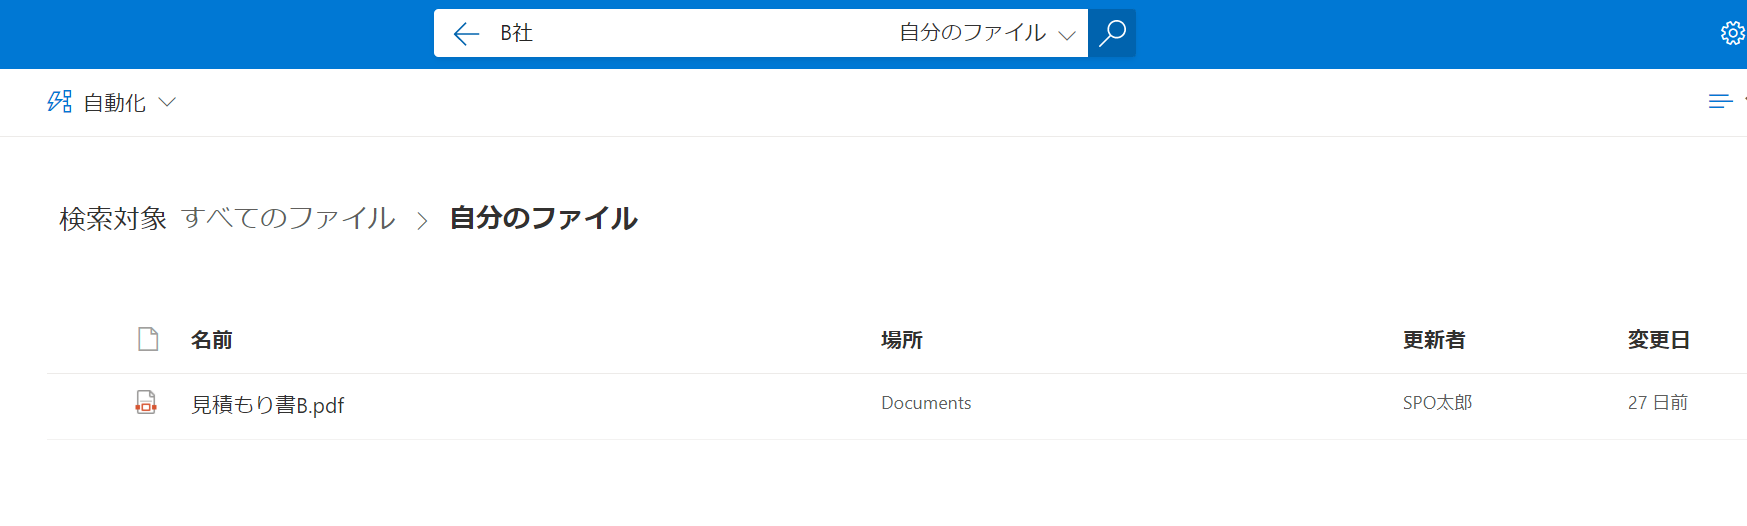 B社 自分のファイル
自動化
検索対象 すべてのファイル > 自分のファイル
名前 場所 更新者 変更日
見積もり書B.pdf Documents SPO太郎 27 日前